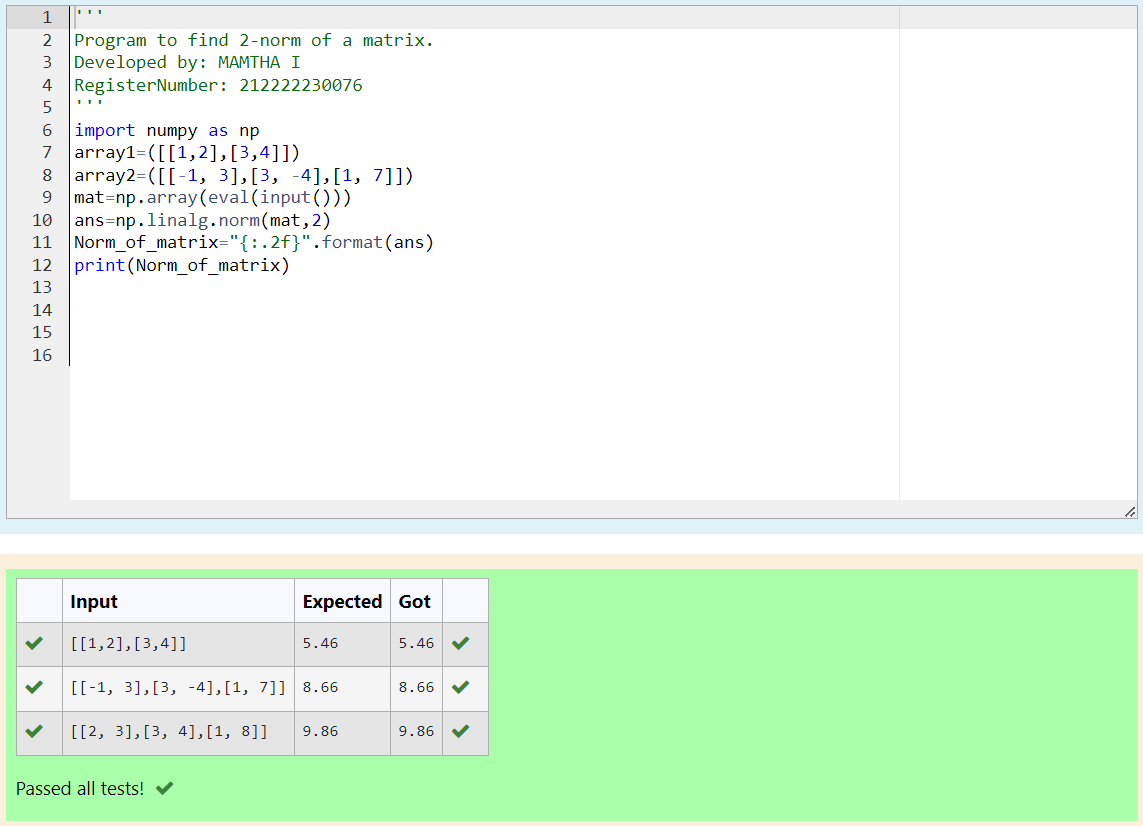 1 '''
2 Program to find 2-norm of a matrix.
3 Developed by: MAMTHA I
4 RegisterNumber: 212222230076
5 '''
6 import numpy as np
7 array1=([[1,2],[3,4]])
8 array2=([[-1, 3],[3, -4],[1, 7]])
9 mat=np.array(eval(input()))
10 ans=np.linalg.norm(mat,2)
11 Norm_of_matrix="{:.2f}".format(ans)
12 print(Norm_of_matrix)
13
14
15
16
Input Expected Got
[[1,2],[3,4]] 5.46 5.46
[[-1, 3],[3, -4],[1, 7]] 8.66 8.66
[[2, 3],[3, 4],[1, 8]] 9.86 9.86
Passed all tests!